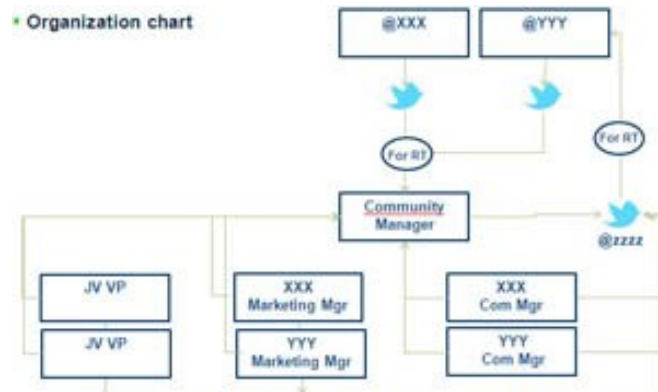 Organization chart
@XXX
@YYY
For RT
For RT
Community
Manager
@zzzz
JV VP
XXX
Marketing Mgr
XXX
Com Mgr
JV VP
YYY
Marketing Mgr
YYY
Com Mgr